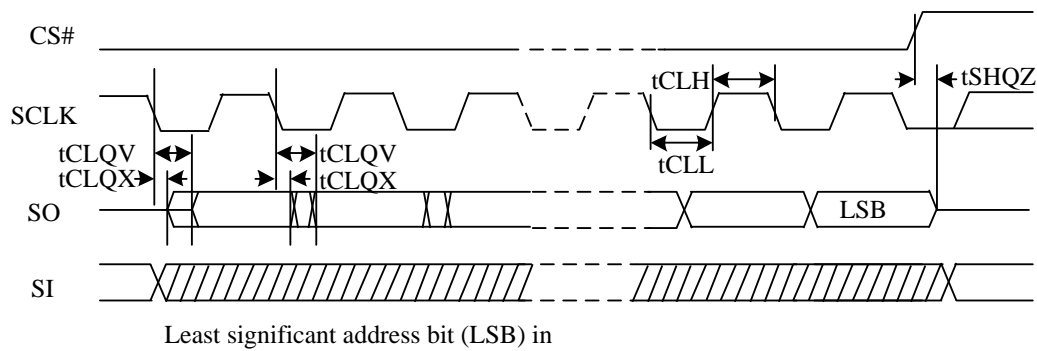 CS#
tCLH
tSHQZ
SCLK
tCLQV
tCLQV
tCLL
tCLQX
tCLQX
SO
LSB
SI
Least significant address bit (LSB) in